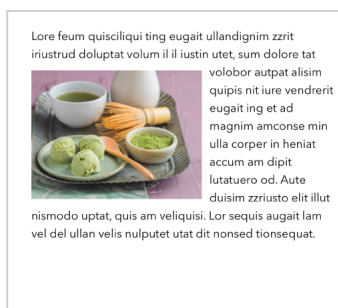 Lore feum quisciliqui ting eugait ullandignim zzrit
iriustrud doluptat volum il il iustin utet, sum dolore tat
volobor autpat alisim
quipis nit iure vendrerit
eugait ing et ad
magnim amconse min
ulla corper in heniat
accum am dipit
lutatuero od. Aute
duisim zzriusto elit illut
nismodo uptat, quis am veliquisi. Lor sequis augait lam
vel del ullan velis nulputet utat dit nonsed tionsequat.